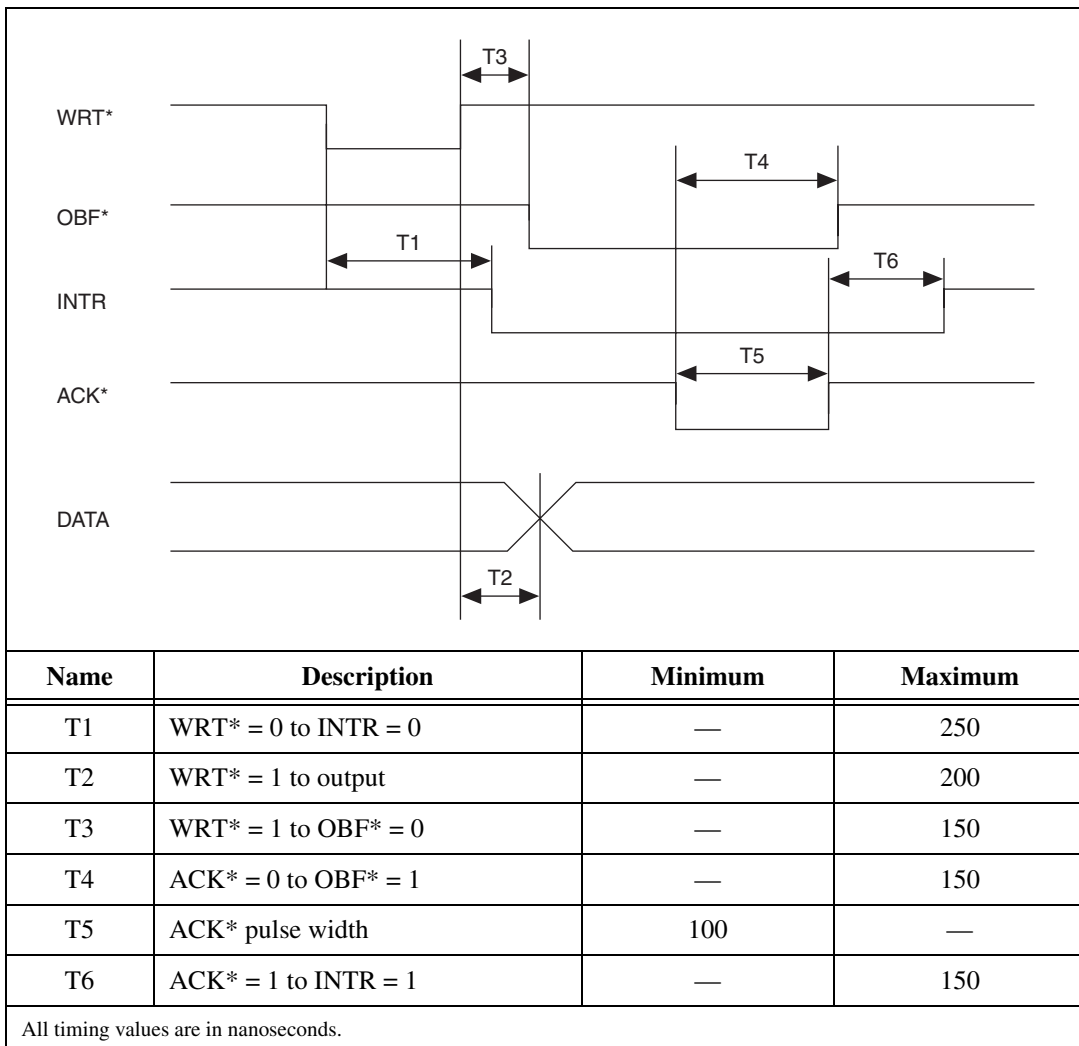 T3
WRT*
T4
OBF*
T1
T6
INTR
T5
ACK*
DATA
T2
Name Description Minimum Maximum
T1 WRT* = 0 to INTR = 0 — 250
T2 WRT* = 1 to output — 200
T3 WRT* = 1 to OBF* = 0 — 150
T4 ACK* = 0 to OBF* = 1 — 150
T5 ACK* pulse width 100 —
T6 ACK* = 1 to INTR = 1 — 150
All timing values are in nanoseconds.